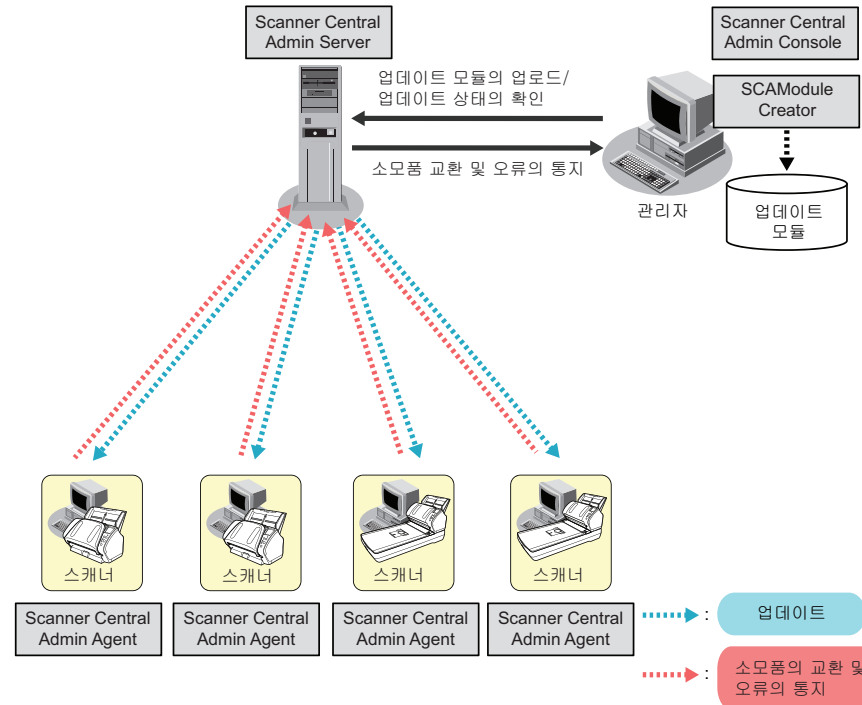 Scanner Central
Admin Server
Scanner Central
Admin Console
SCAModule
Creator
업데이트 모듈의 업로드/
업데이트 상태의 확인
소모품 교환 및 오류의 통지
관리자
업데이트
모듈
스캐너
스캐너
스캐너
스캐너
Scanner Central
Admin Agent
Scanner Central
Admin Agent
Scanner Central
Admin Agent
Scanner Central
Admin Agent
: 업데이트
: 소모품의 교환 및
오류의 통지